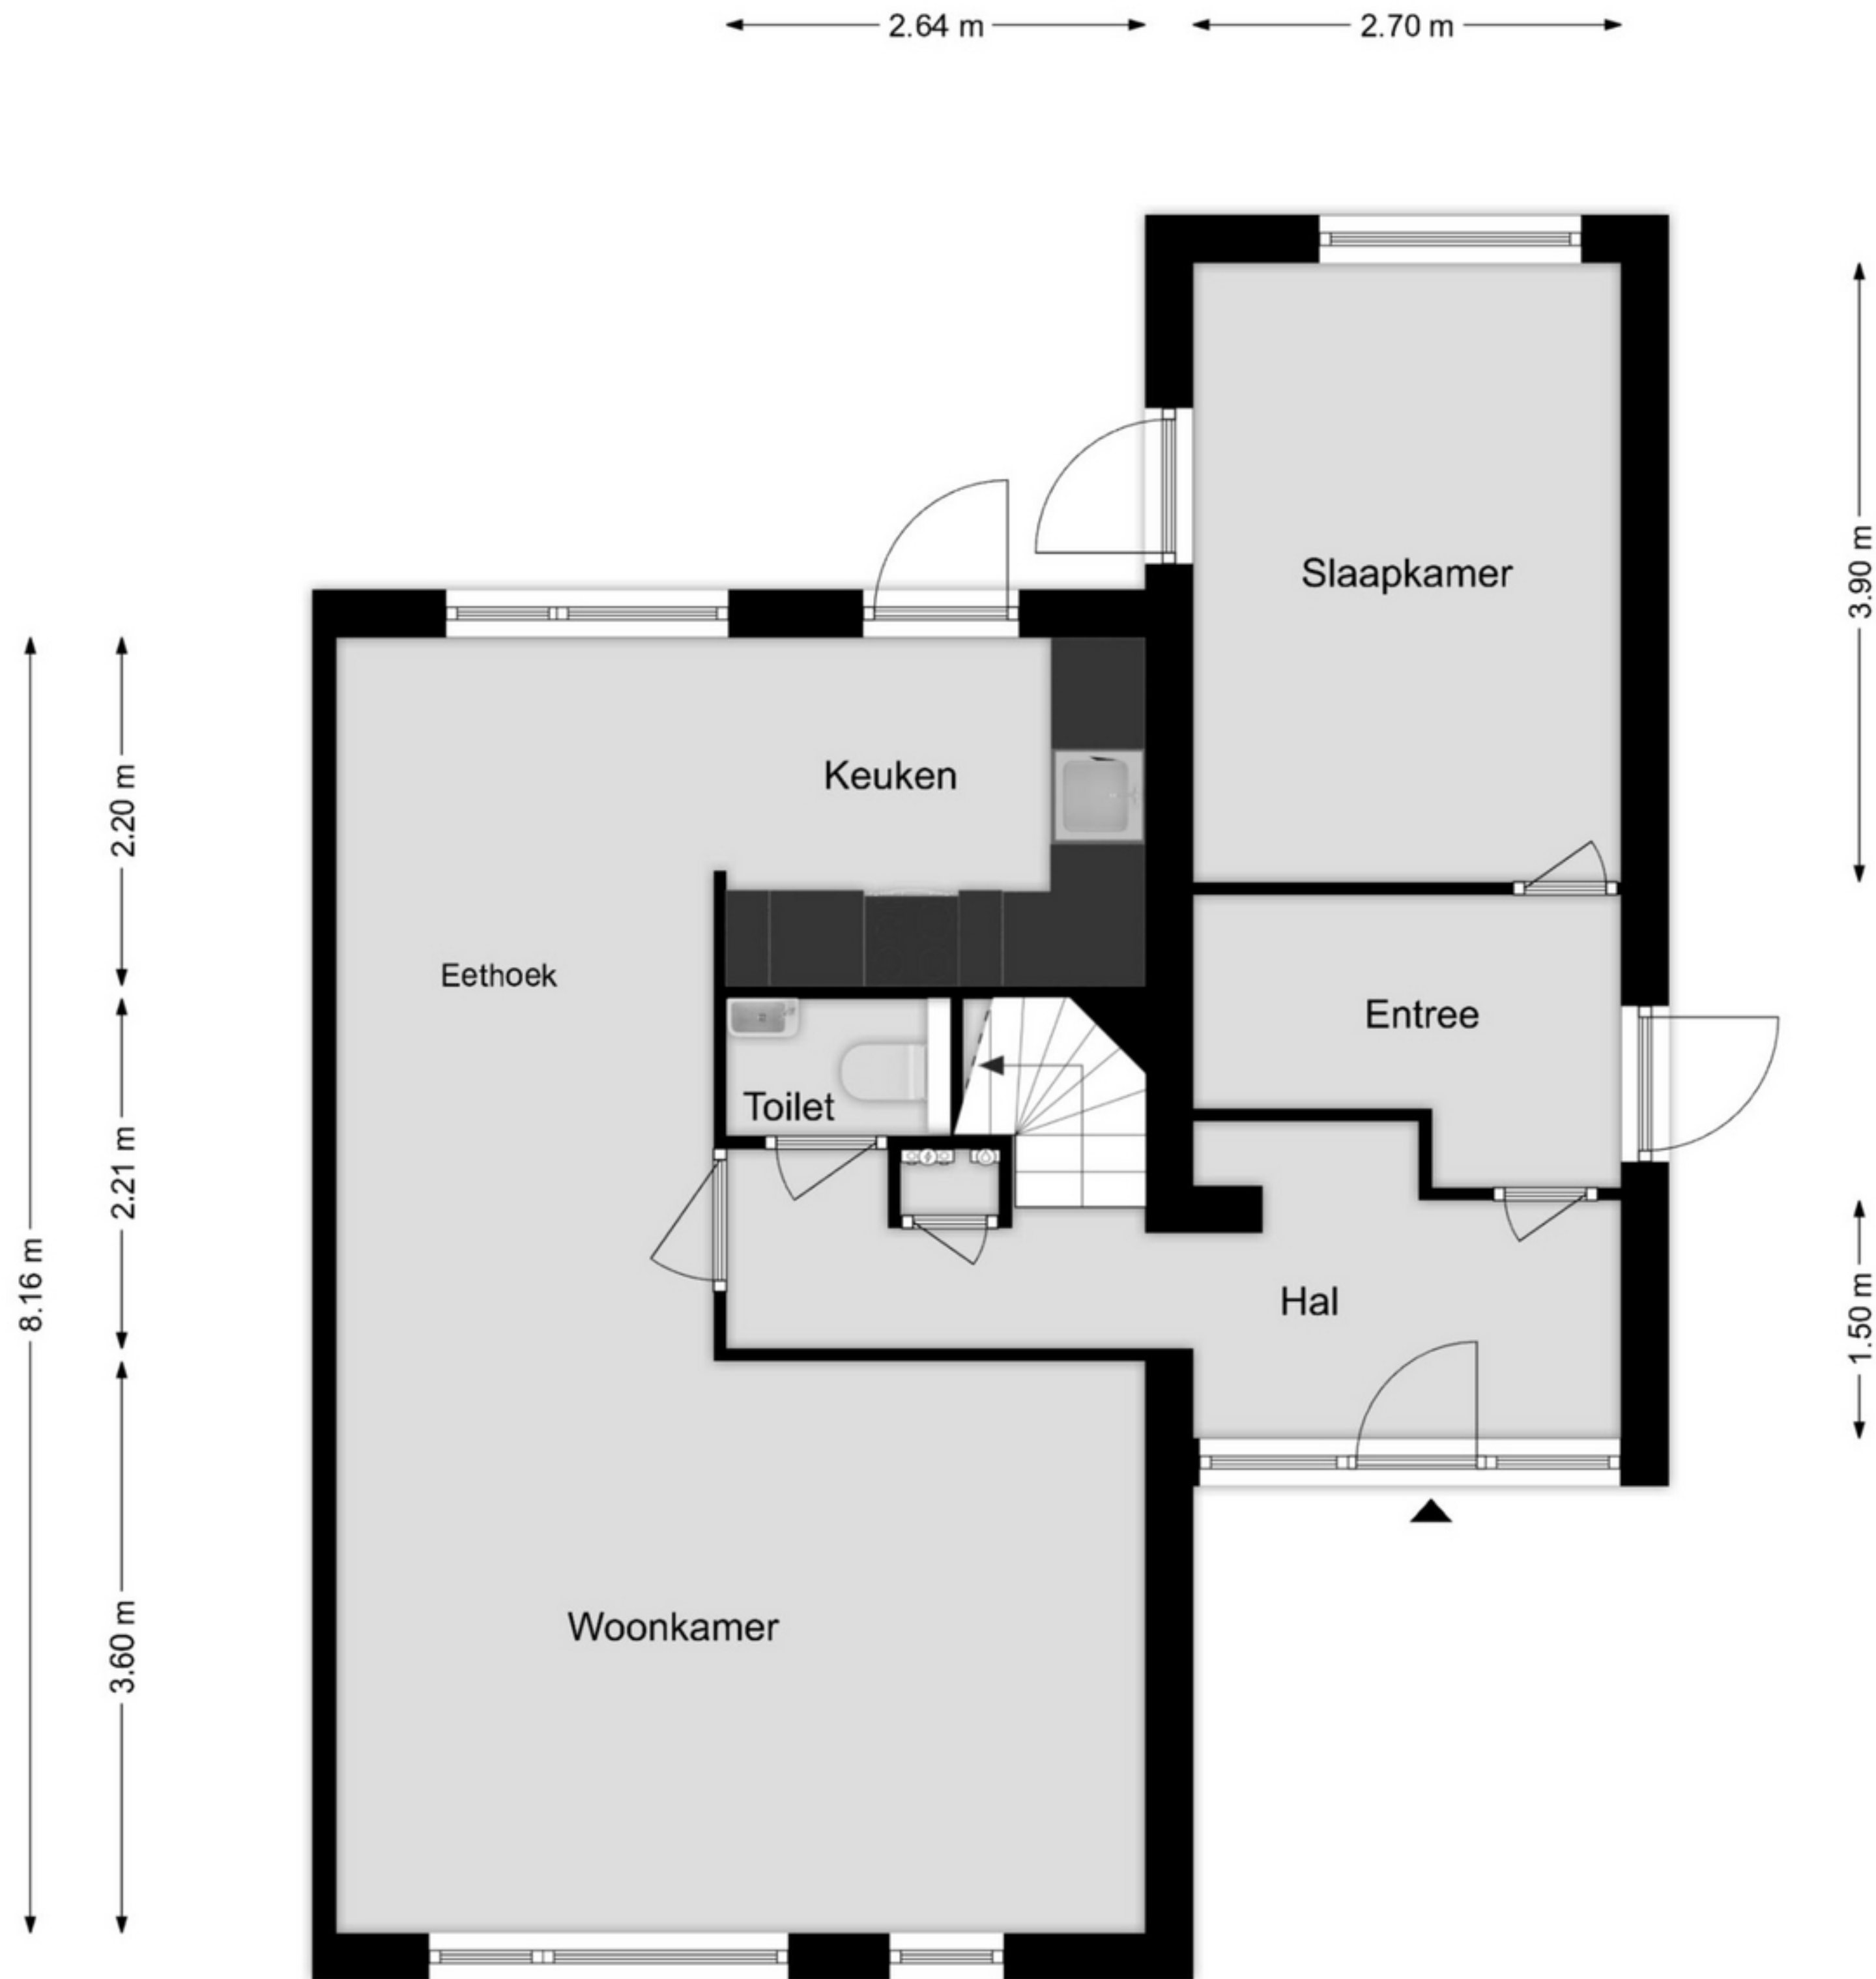 2.64 m
2.70 m
3.90 m
Slaapkamer
Keuken
2.20 m
Eethoek
Entree
Toilet
2.21 m
8.16 m
Hal
1.50 m
Woonkamer
3.60 m